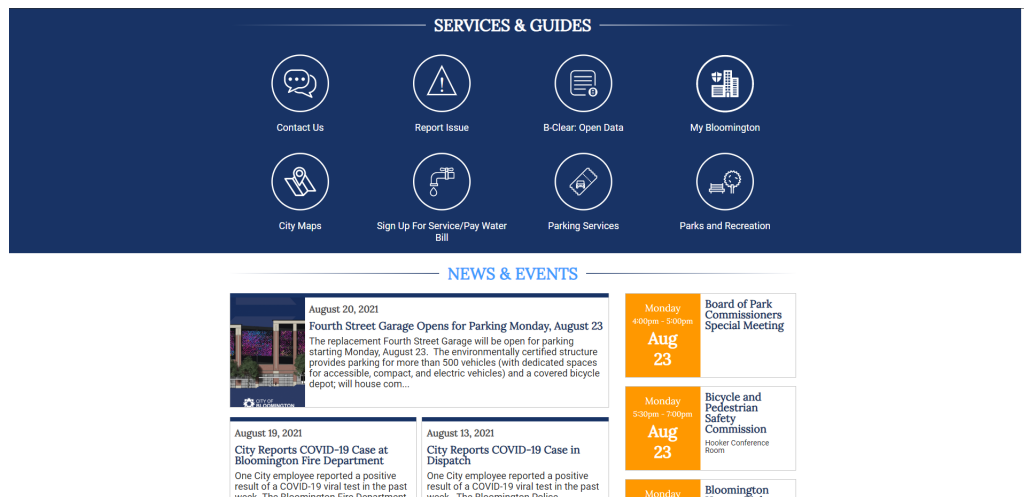 SERVICES & GUIDES
Contact Us
Report Issue
B-Clear: Open Data
My Bloomington
City Maps
Sign Up For Service/Pay Water
Bill
Parking Services
Parks and Recreation
NEWS & EVENTS
August 20, 2021
Fourth Street Garage Opens for Parking Monday, August 23
The replacement Fourth Street Garage will be open for parking
starting Monday, August 23. The environmentally certified structure
provides parking for more than 500 vehicles (with dedicated spaces
for accessible, compact, and electric vehicles) and a covered bicycle
depot; will house com...
CITY OF
BLOOMINGTON
August 19, 2021
City Reports COVID-19 Case at
Bloomington Fire Department
One City employee reported a positive
result of a COVID-19 viral test in the past
week. The Bloomington Fire Department
August 13, 2021
City Reports COVID-19 Case in
Dispatch
One City employee reported a positive
result of a COVID-19 viral test in the past
week. The Bloomington Police
Monday
4:00pm - 5:00pm
Aug
23
Board of Park
Commissioners
Special Meeting
Monday
5:30pm - 7:00pm
Aug
23
Bicycle and
Pedestrian
Safety
Commission
Hooker Conference
Room
Monday
Bloomington